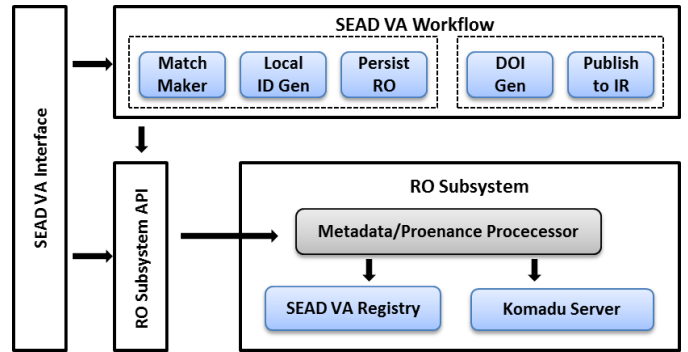 SEAD VA Interface
SEAD VA Workflow
Match
Maker
Local
ID Gen
Persist
RO
DOI
Gen
Publish
to IR
RO Subsystem API
RO Subsystem
Metadata/Proenance Procecessor
SEAD VA Registry
Komadu Server